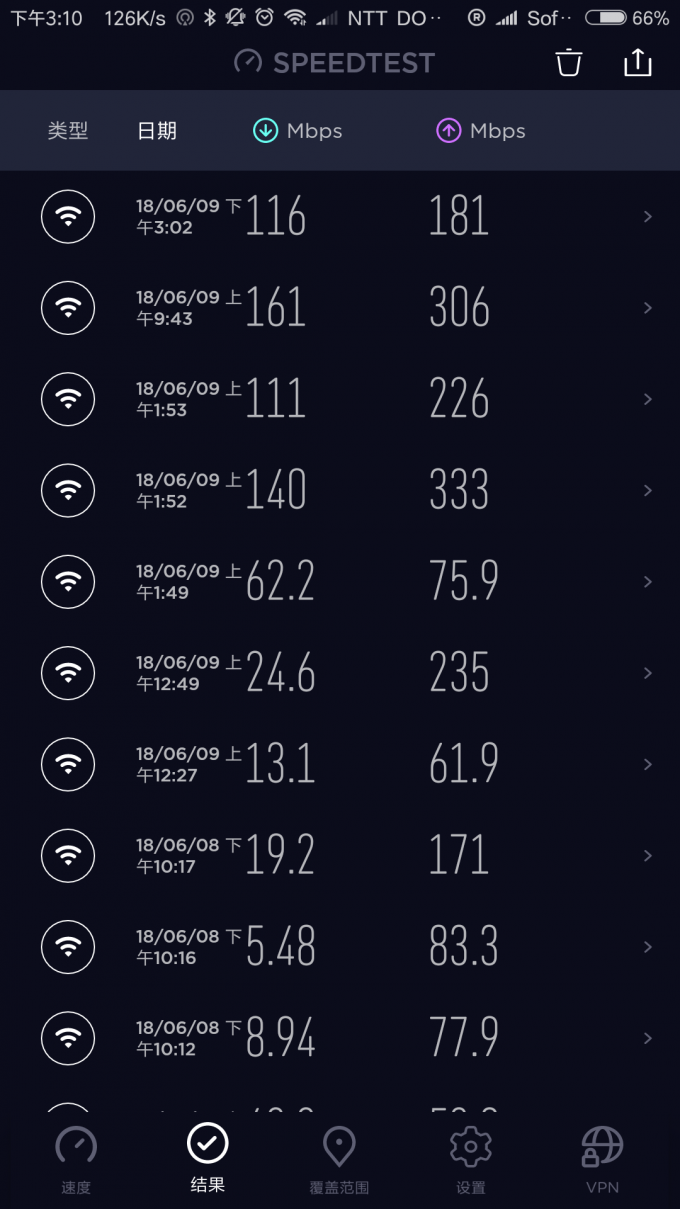 下午3:10 126K/s NTT DO·· R Sof·· 66%
SPEEDTEST
类型 日期 Mbps Mbps
18/06/09 下午3:02 116 181
18/06/09 上午9:43 161 306
18/06/09 上午1:53 111 226
18/06/09 上午1:52 140 333
18/06/09 上午1:49 62.2 75.9
18/06/09 上午12:49 24.6 235
18/06/09 上午12:27 13.1 61.9
18/06/08 下午10:17 19.2 171
18/06/08 下午10:16 5.48 83.3
18/06/08 下午10:12 8.94 77.9
速度 结果 覆盖范围 设置 VPN